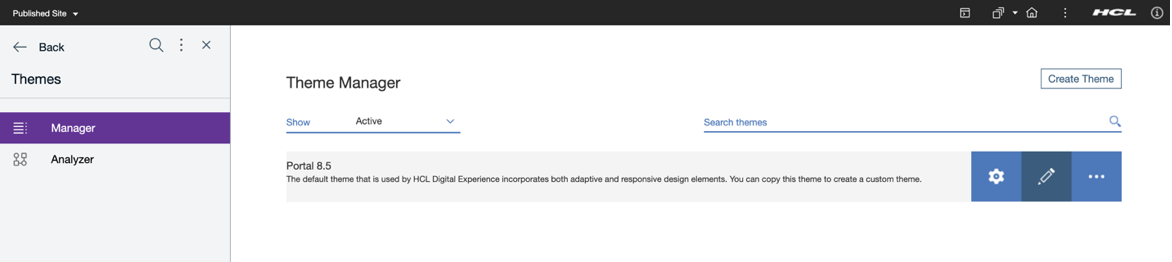 Published Site
HCL
Back
Themes
Manager
Analyzer
Theme Manager
Create Theme
Show
Active
Search themes
Portal 8.5
The default theme that is used by HCL Digital Experience incorporates both adaptive and responsive design elements. You can copy this theme to create a custom theme.